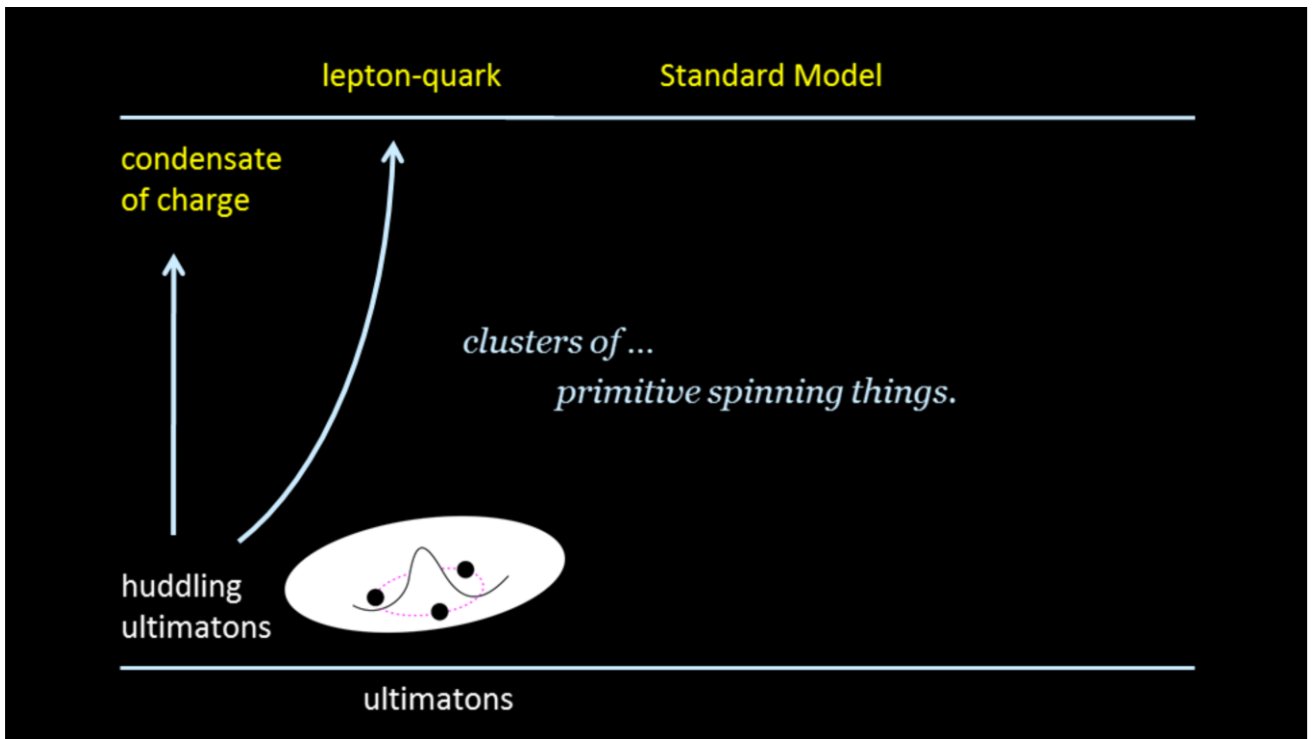 lepton-quark Standard Model
condensate
of charge
clusters of ...
primitive spinning things.
huddling
ultimatons
ultimatons